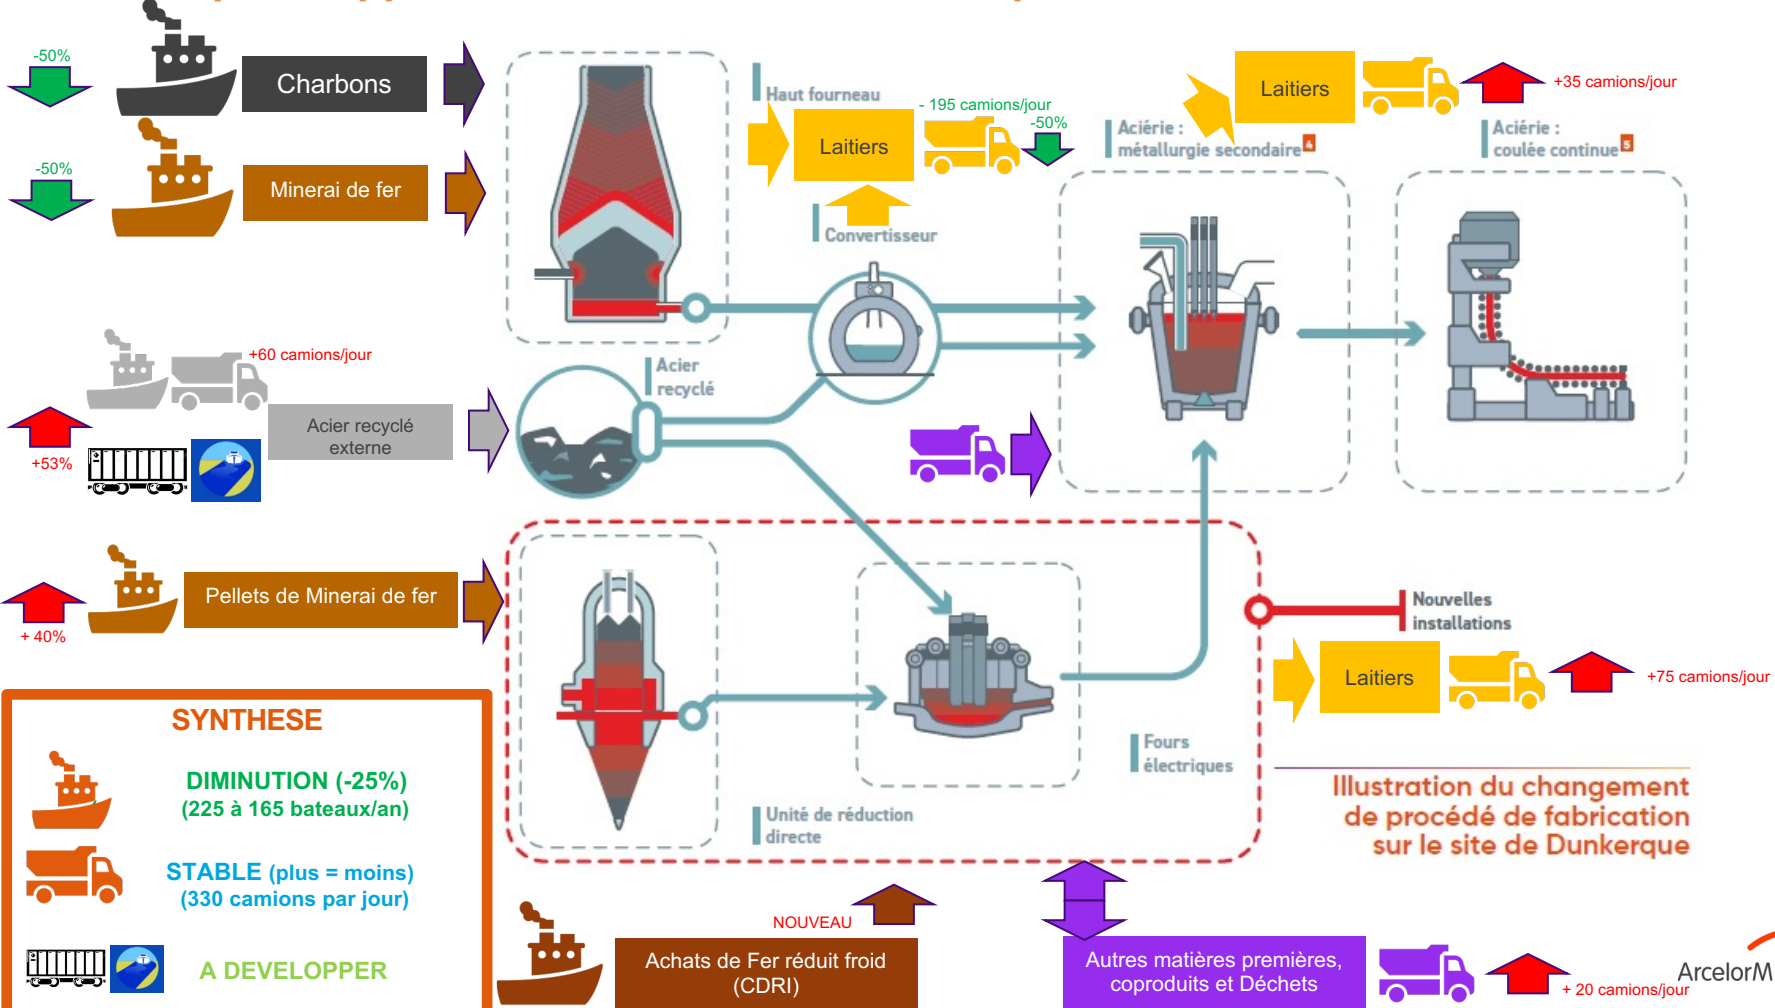 -50%
Charbons
-50%
Minerai de fer
Haut fourneau
- 195 camions/jour
-50%
Laitiers
Convertisseur
Laitiers
+35 camions/jour
Aciérie :
métallurgie secondaire 4
Aciérie :
coulée continue 5
+60 camions/jour
Acier recyclé
externe
+53%
Acier
recyclé
Pellets de Minerai de fer
+ 40%
Nouvelles
installations
Laitiers
+75 camions/jour
Fours
électriques
Unité de réduction
directe
Illustration du changement
de procédé de fabrication
sur le site de Dunkerque
SYNTHESE
DIMINUTION (-25%)
(225 à 165 bateaux/an)
STABLE (plus = moins)
(330 camions par jour)
A DEVELOPPER
NOUVEAU
Achats de Fer réduit froid
(CDRI)
Autres matières premières,
coproduits et Déchets
+ 20 camions/jour
ArcelorM